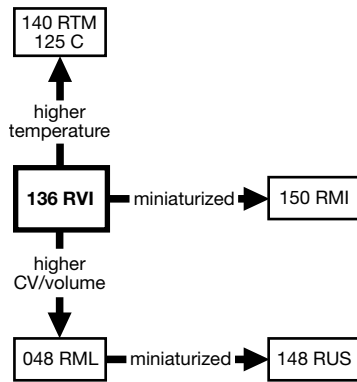 140 RTM
125 C
higher
temperature
136 RVI
miniaturized
150 RMI
higher
CV/volume
048 RML
miniaturized
148 RUS